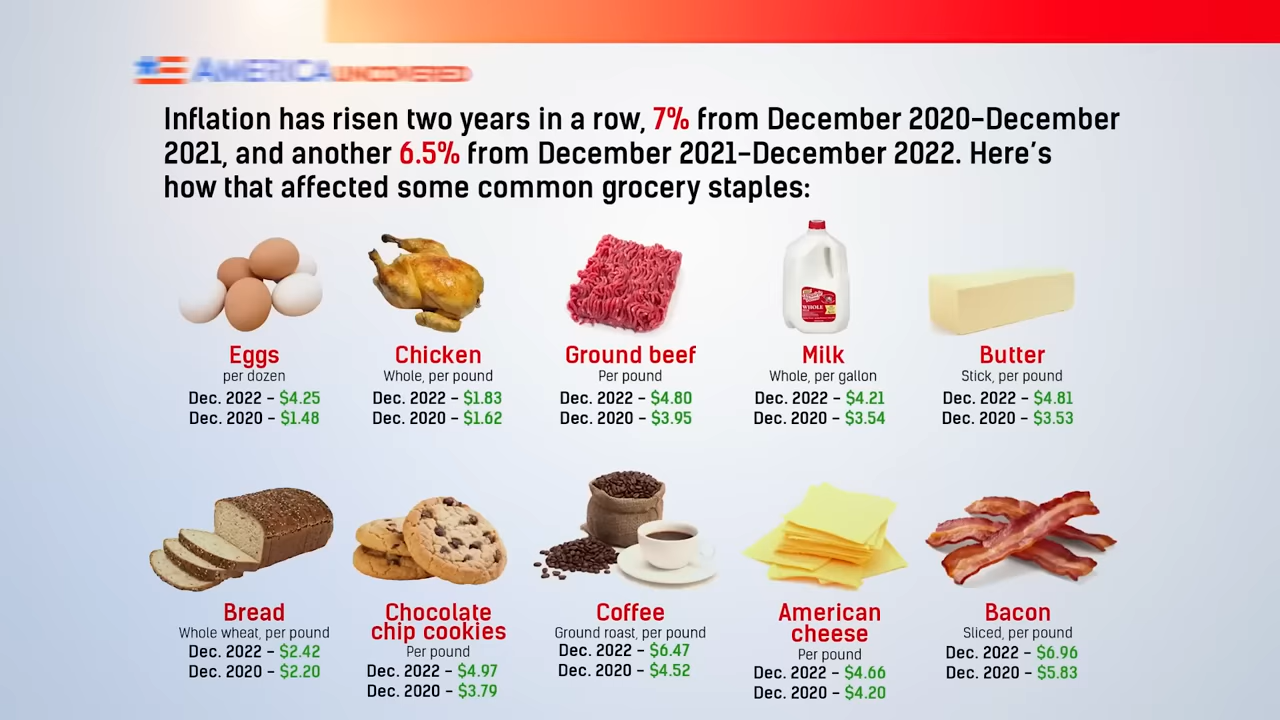 AMERICA UNCOVERED
Inflation has risen two years in a row, 7% from December 2020–December
2021, and another 6.5% from December 2021–December 2022. Here's
how that affected some common grocery staples:
WHOLE
Eggs
per dozen
Dec. 2022 – $4.25
Dec. 2020 – $1.48
Chicken
Whole, per pound
Dec. 2022 – $1.83
Dec. 2020 – $1.62
Ground beef
Per pound
Dec. 2022 – $4.80
Dec. 2020 – $3.95
Milk
Whole, per gallon
Dec. 2022 – $4.21
Dec. 2020 – $3.54
Butter
Stick, per pound
Dec. 2022 – $4.81
Dec. 2020 – $3.53
Bread
Whole wheat, per pound
Dec. 2022 – $2.42
Dec. 2020 – $2.20
Chocolate
chip cookies
Per pound
Dec. 2022 – $4.97
Dec. 2020 – $3.79
Coffee
Ground roast, per pound
Dec. 2022 – $6.47
Dec. 2020 – $4.52
American
cheese
Per pound
Dec. 2022 – $4.66
Dec. 2020 – $4.20
Bacon
Sliced, per pound
Dec. 2022 – $6.96
Dec. 2020 – $5.83